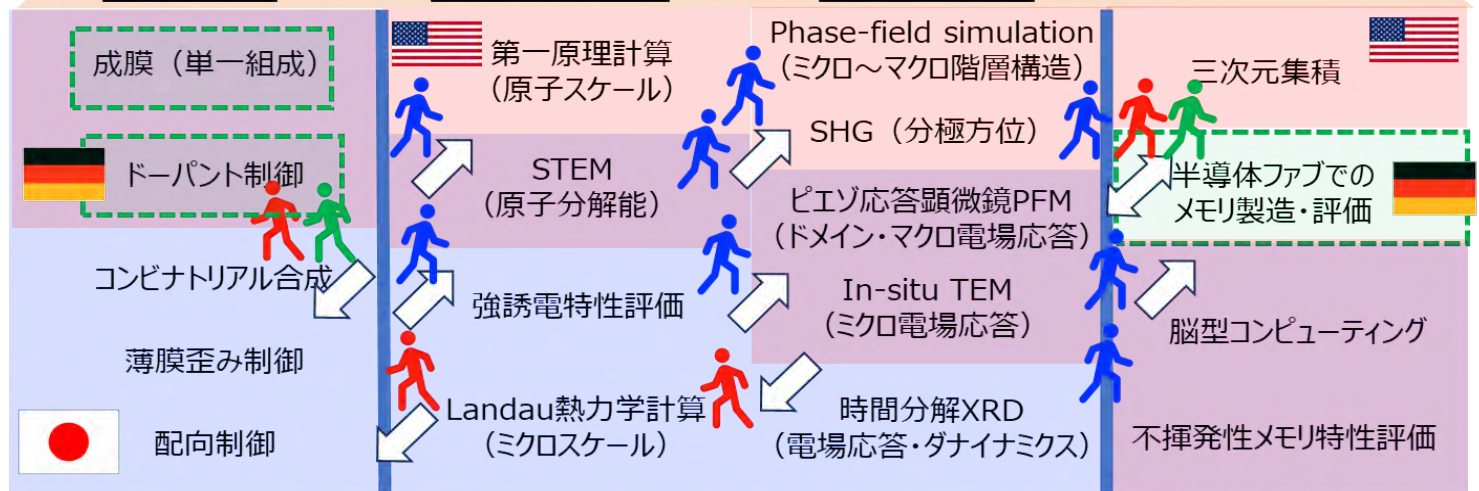 成膜（単一組成）
ドーパント制御
コンビナトリアル合成
薄膜歪み制御
配向制御
第一原理計算
（原子スケール）
STEM
（原子分解能）
強誘電特性評価
Landau熱力学計算
（ミクロスケール）
Phase-field simulation
（ミクロ～マクロ階層構造）
SHG（分極方位）
ピエゾ応答顕微鏡PFM
（ドメイン・マクロ電場応答）
In-situ TEM
（ミクロ電場応答）
時間分解XRD
（電場応答・ダナイナミクス）
三次元集積
半導体ファブでの
メモリ製造・評価
脳型コンピューティング
不揮発性メモリ特性評価